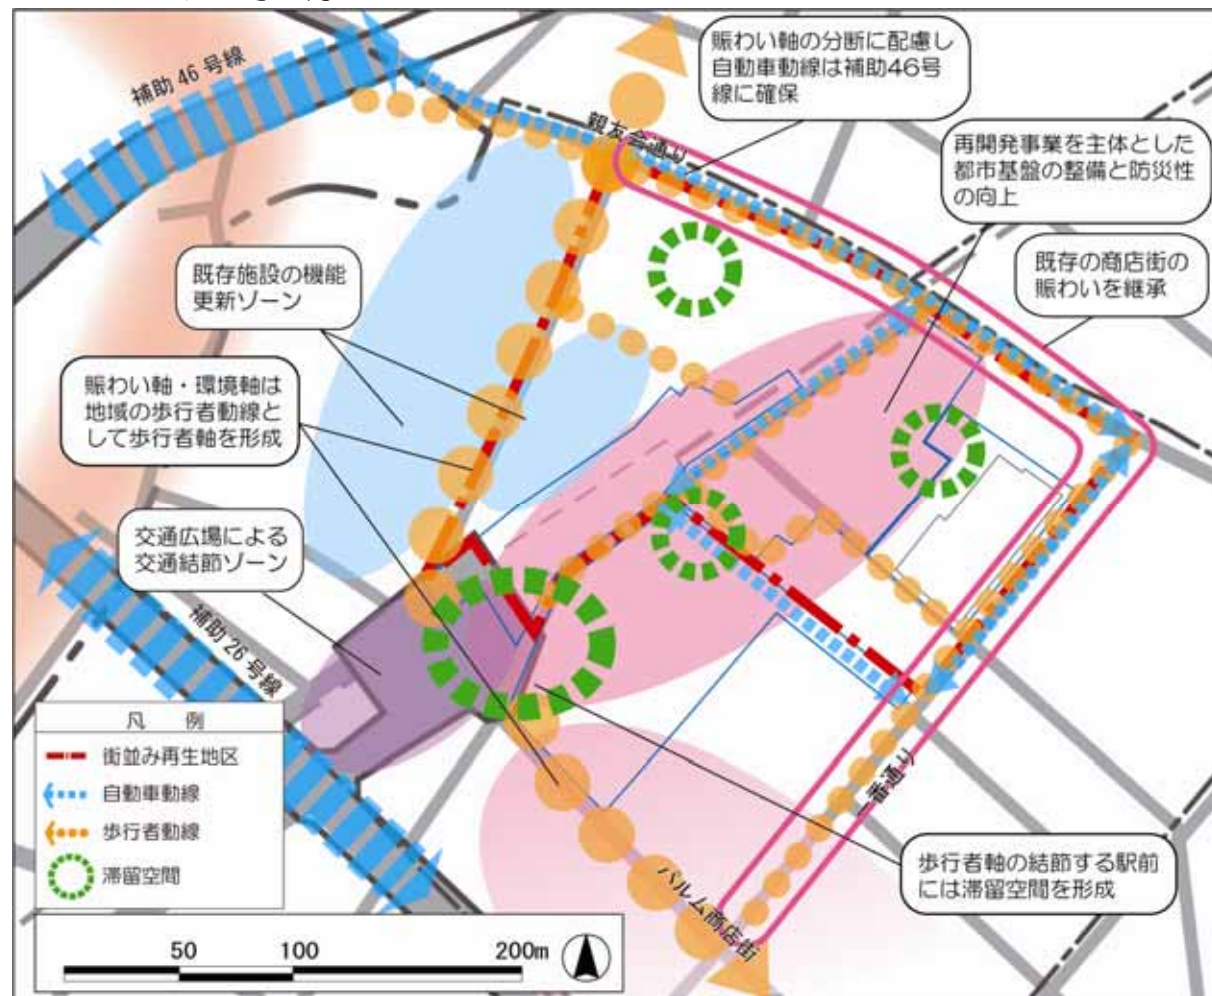 補助46号線
賑わい軸の分断に配慮し
自動車動線は補助46号
線に確保
親友会通り
再開発事業を主体とした
都市基盤の整備と防災性
の向上
既存の商店街の
賑わいを継承
既存施設の機能
更新ゾーン
賑わい軸・環境軸は
地域の歩行者動線と
して歩行者軸を形成
交通広場による
交通結節ゾーン
補助26号線
一番通り
歩行者軸の結節する駅前
には滞留空間を形成
パルム商店街
凡 例
街並み再生地区
自動車動線
歩行者動線
滞留空間
50 100 200m